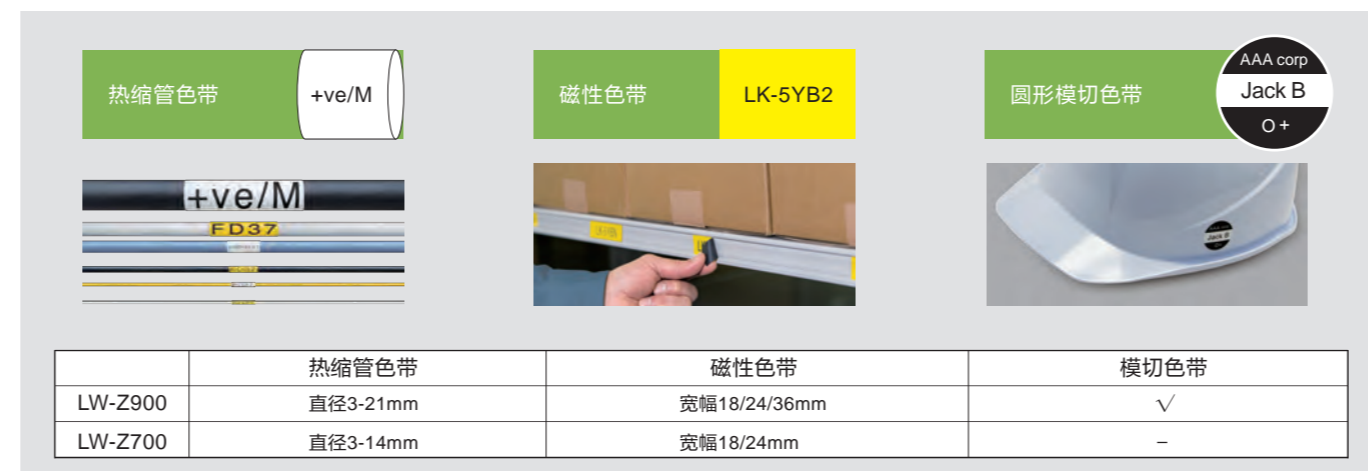 热缩管色带 +ve/M
磁性色带 LK-5YB2
圆形模切色带
AAA corp
Jack B
O +
+ve/M
FD37
Jack B
热缩管色带 磁性色带 模切色带
LW-Z900 直径3-21mm 宽幅18/24/36mm √
LW-Z700 直径3-14mm 宽幅18/24mm –